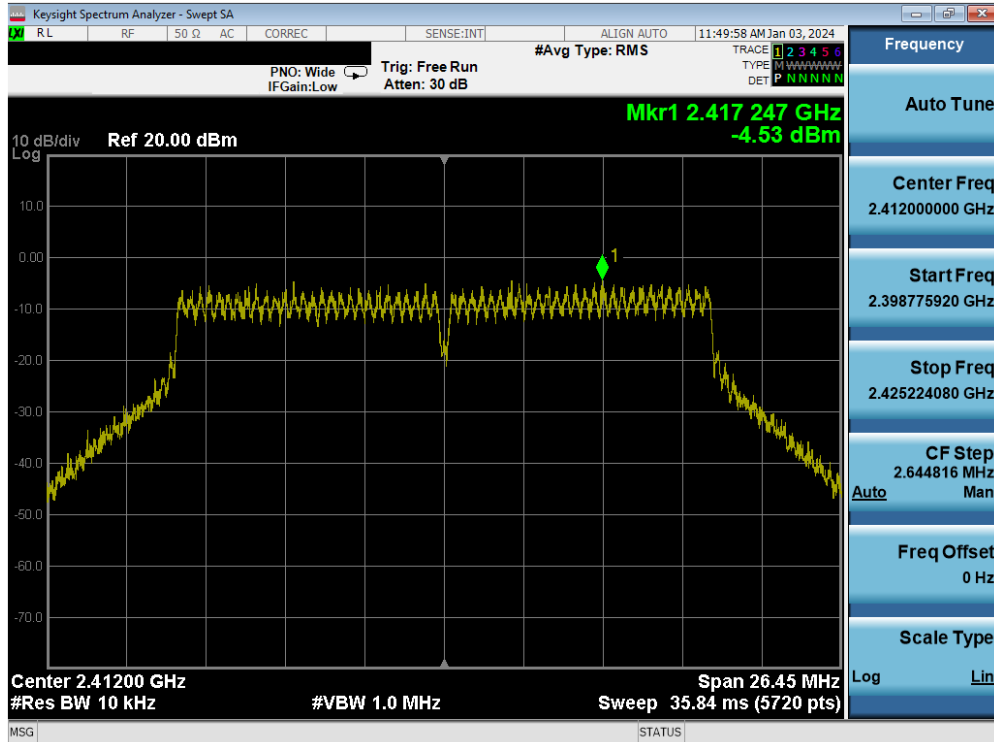 Keysight Spectrum Analyzer - Swept SA
LXI RL RF 50 Ω AC CORREC SENSE:INT ALIGN AUTO 11:49:58 AM Jan 03, 2024
#Avg Type: RMS
TRACE 1 2 3 4 5 6
TYPE M WWWWW
DET P N N N N N
PNO: Wide
IFGain:Low
Trig: Free Run
Atten: 30 dB
Mkr1 2.417 247 GHz
-4.53 dBm
10 dB/div Ref 20.00 dBm
Log
10.0
0.00
-10.0
-20.0
-30.0
-40.0
-50.0
-60.0
-70.0
1
Center 2.41200 GHz Span 26.45 MHz
#Res BW 10 kHz #VBW 1.0 MHz Sweep 35.84 ms (5720 pts)
MSG STATUS
Frequency
Auto Tune
Center Freq
2.412000000 GHz
Start Freq
2.398775920 GHz
Stop Freq
2.425224080 GHz
CF Step
2.644816 MHz
Auto Man
Freq Offset
0 Hz
Scale Type
Log Lin